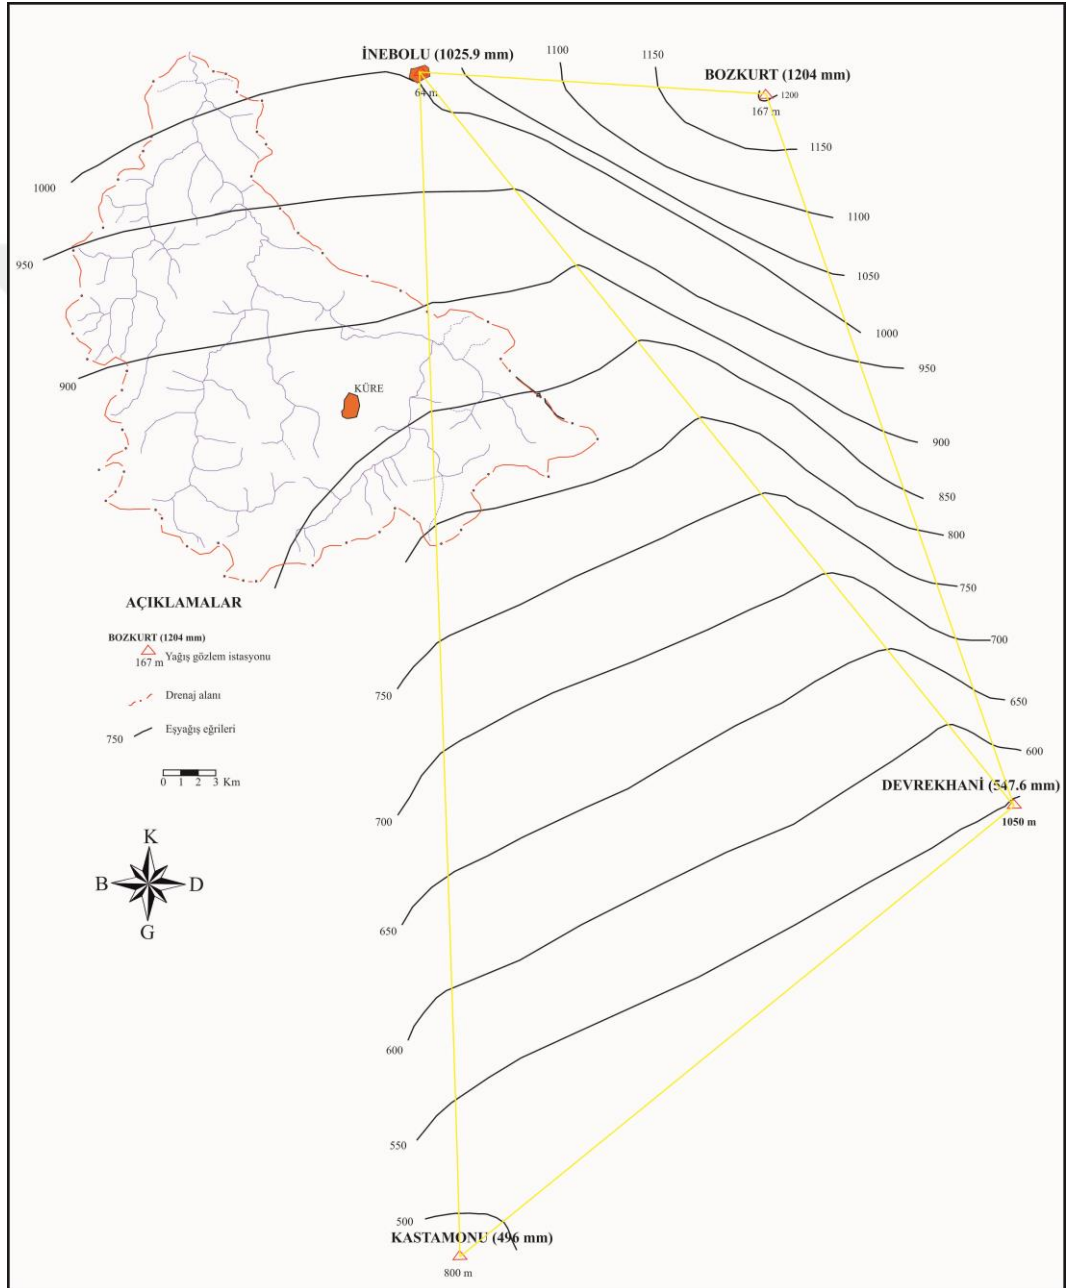 İNEBOLU (1025.9 mm)
64 m
1100
1150
BOZKURT (1204 mm)
1200
167 m
1150
1000
1100
950
1050
1000
950
900
KÜRE
900
850
800
750
AÇIKLAMALAR
BOZKURT (1204 mm)
167 m
Yağış gözlem istasyonu
Drenaj alanı
750 Eşyağış eğrileri
0 1 2 3 Km
700
750
650
600
DEVREKHANİ (547.6 mm)
1050 m
700
K
B D
G
650
600
550
500
KASTAMONU (496 mm)
800 m